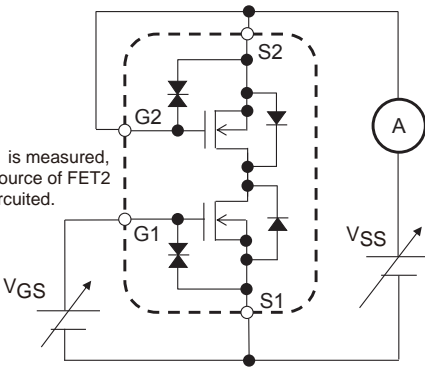 S2
G2
A
is measured,
ource of FET2
rcuited.
G1
VSS
VGS
S1